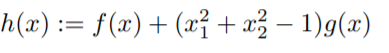 h(x) := f(x) + (x_1^2 + x_2^2 − 1)g(x)